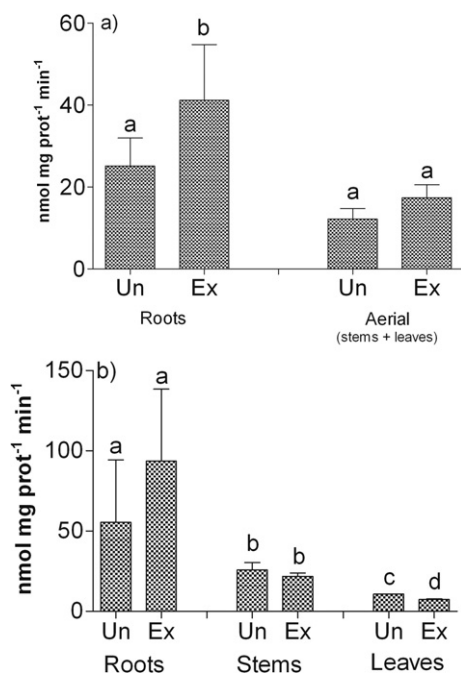 a)
nmol mg prot⁻¹ min⁻¹
60
40
20
0
a b a a
Un Ex Un Ex
Roots Aerial
(stems + leaves)
b)
nmol mg prot⁻¹ min⁻¹
150
100
50
0
a a b b c d
Un Ex Un Ex Un Ex
Roots Stems Leaves